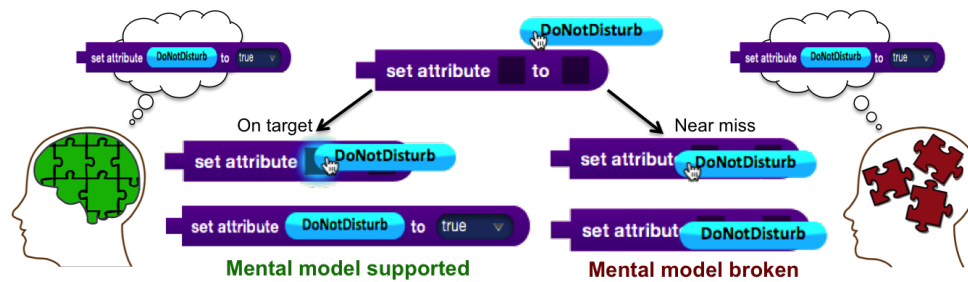 DoNotDisturb
set attribute DoNotDisturb to true
set attribute to
set attribute DoNotDisturb to true
On target
Near miss
set attribute DoNotDisturb
set attribut DoNotDisturb
set attribute DoNotDisturb to true
set attribut DoNotDisturb
Mental model supported
Mental model broken